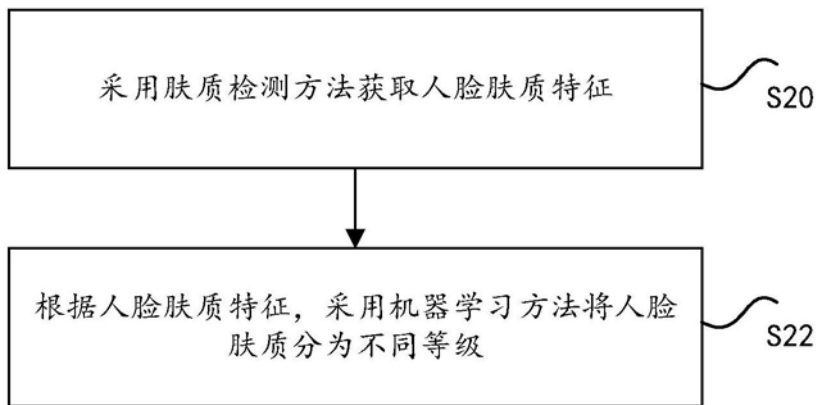 采用肤质检测方法获取人脸肤质特征
S20
根据人脸肤质特征，采用机器学习方法将人脸
肤质分为不同等级
S22